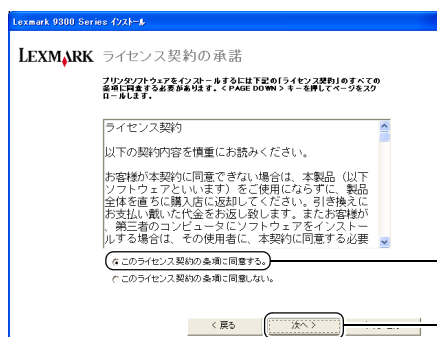 Lexmark 9300 Series インストール
LEXMARK ライセンス契約の承諾
プリンタソフトウェアをインストールするには下記の「ライセンス契約」のすべての
条項に同意する必要があります。< PAGE DOWN > キーを押してページをスク
ロールします。
ライセンス契約
以下の契約内容を慎重にお読みください。
お客様が本契約に同意できない場合は、本製品（以下
ソフトウェアといいます）をご使用にならずに、製品
全体を直ちに購入店に返却してください。引き換えに
お支払い戴いた代金をお返し致します。またお客様が
、第三者のコンピュータにソフトウェアをインストー
ルする場合は、その使用者に、本契約に同意する必要
このライセンス契約の条項に同意する。
このライセンス契約の条項に同意しない。
< 戻る
次へ >